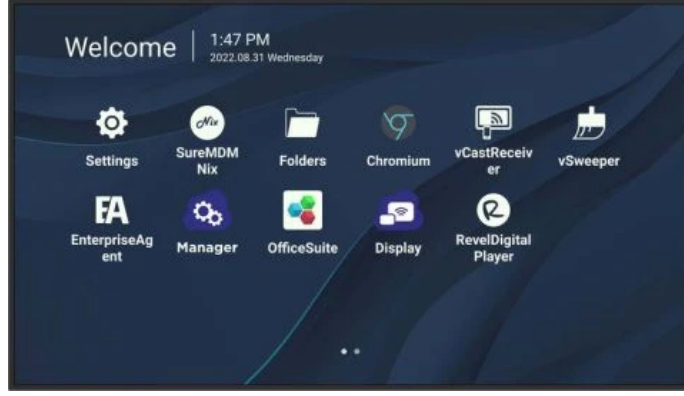 Welcome
1:47 PM
2022.08.31 Wednesday
Settings
Nix
SureMDM
Nix
Folders
Chromium
vCastReceiv
er
vSweeper
EA
EnterpriseAg
ent
Manager
OfficeSuite
Display
R
RevelDigital
Player